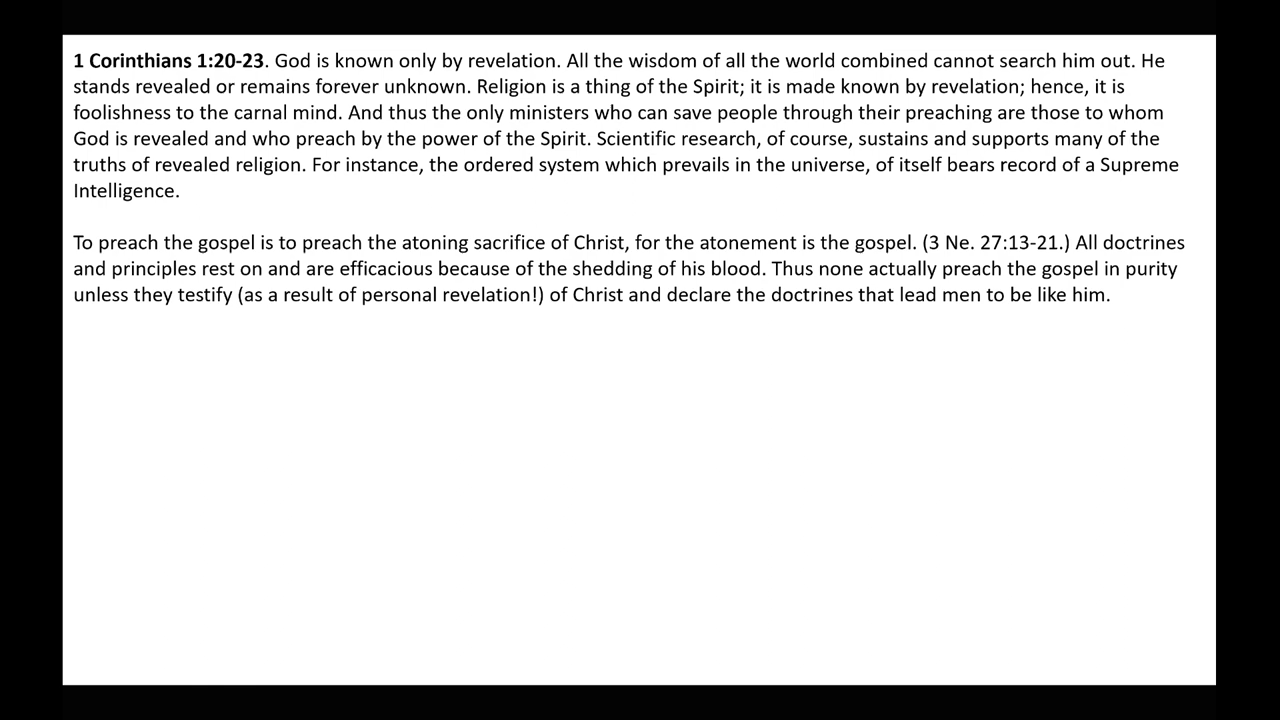 1 Corinthians 1:20-23. God is known only by revelation. All the wisdom of all the world combined cannot search him out. He
stands revealed or remains forever unknown. Religion is a thing of the Spirit; it is made known by revelation; hence, it is
foolishness to the carnal mind. And thus the only ministers who can save people through their preaching are those to whom
God is revealed and who preach by the power of the Spirit. Scientific research, of course, sustains and supports many of the
truths of revealed religion. For instance, the ordered system which prevails in the universe, of itself bears record of a Supreme
Intelligence.
To preach the gospel is to preach the atoning sacrifice of Christ, for the atonement is the gospel. (3 Ne. 27:13-21.) All doctrines
and principles rest on and are efficacious because of the shedding of his blood. Thus none actually preach the gospel in purity
unless they testify (as a result of personal revelation!) of Christ and declare the doctrines that lead men to be like him.